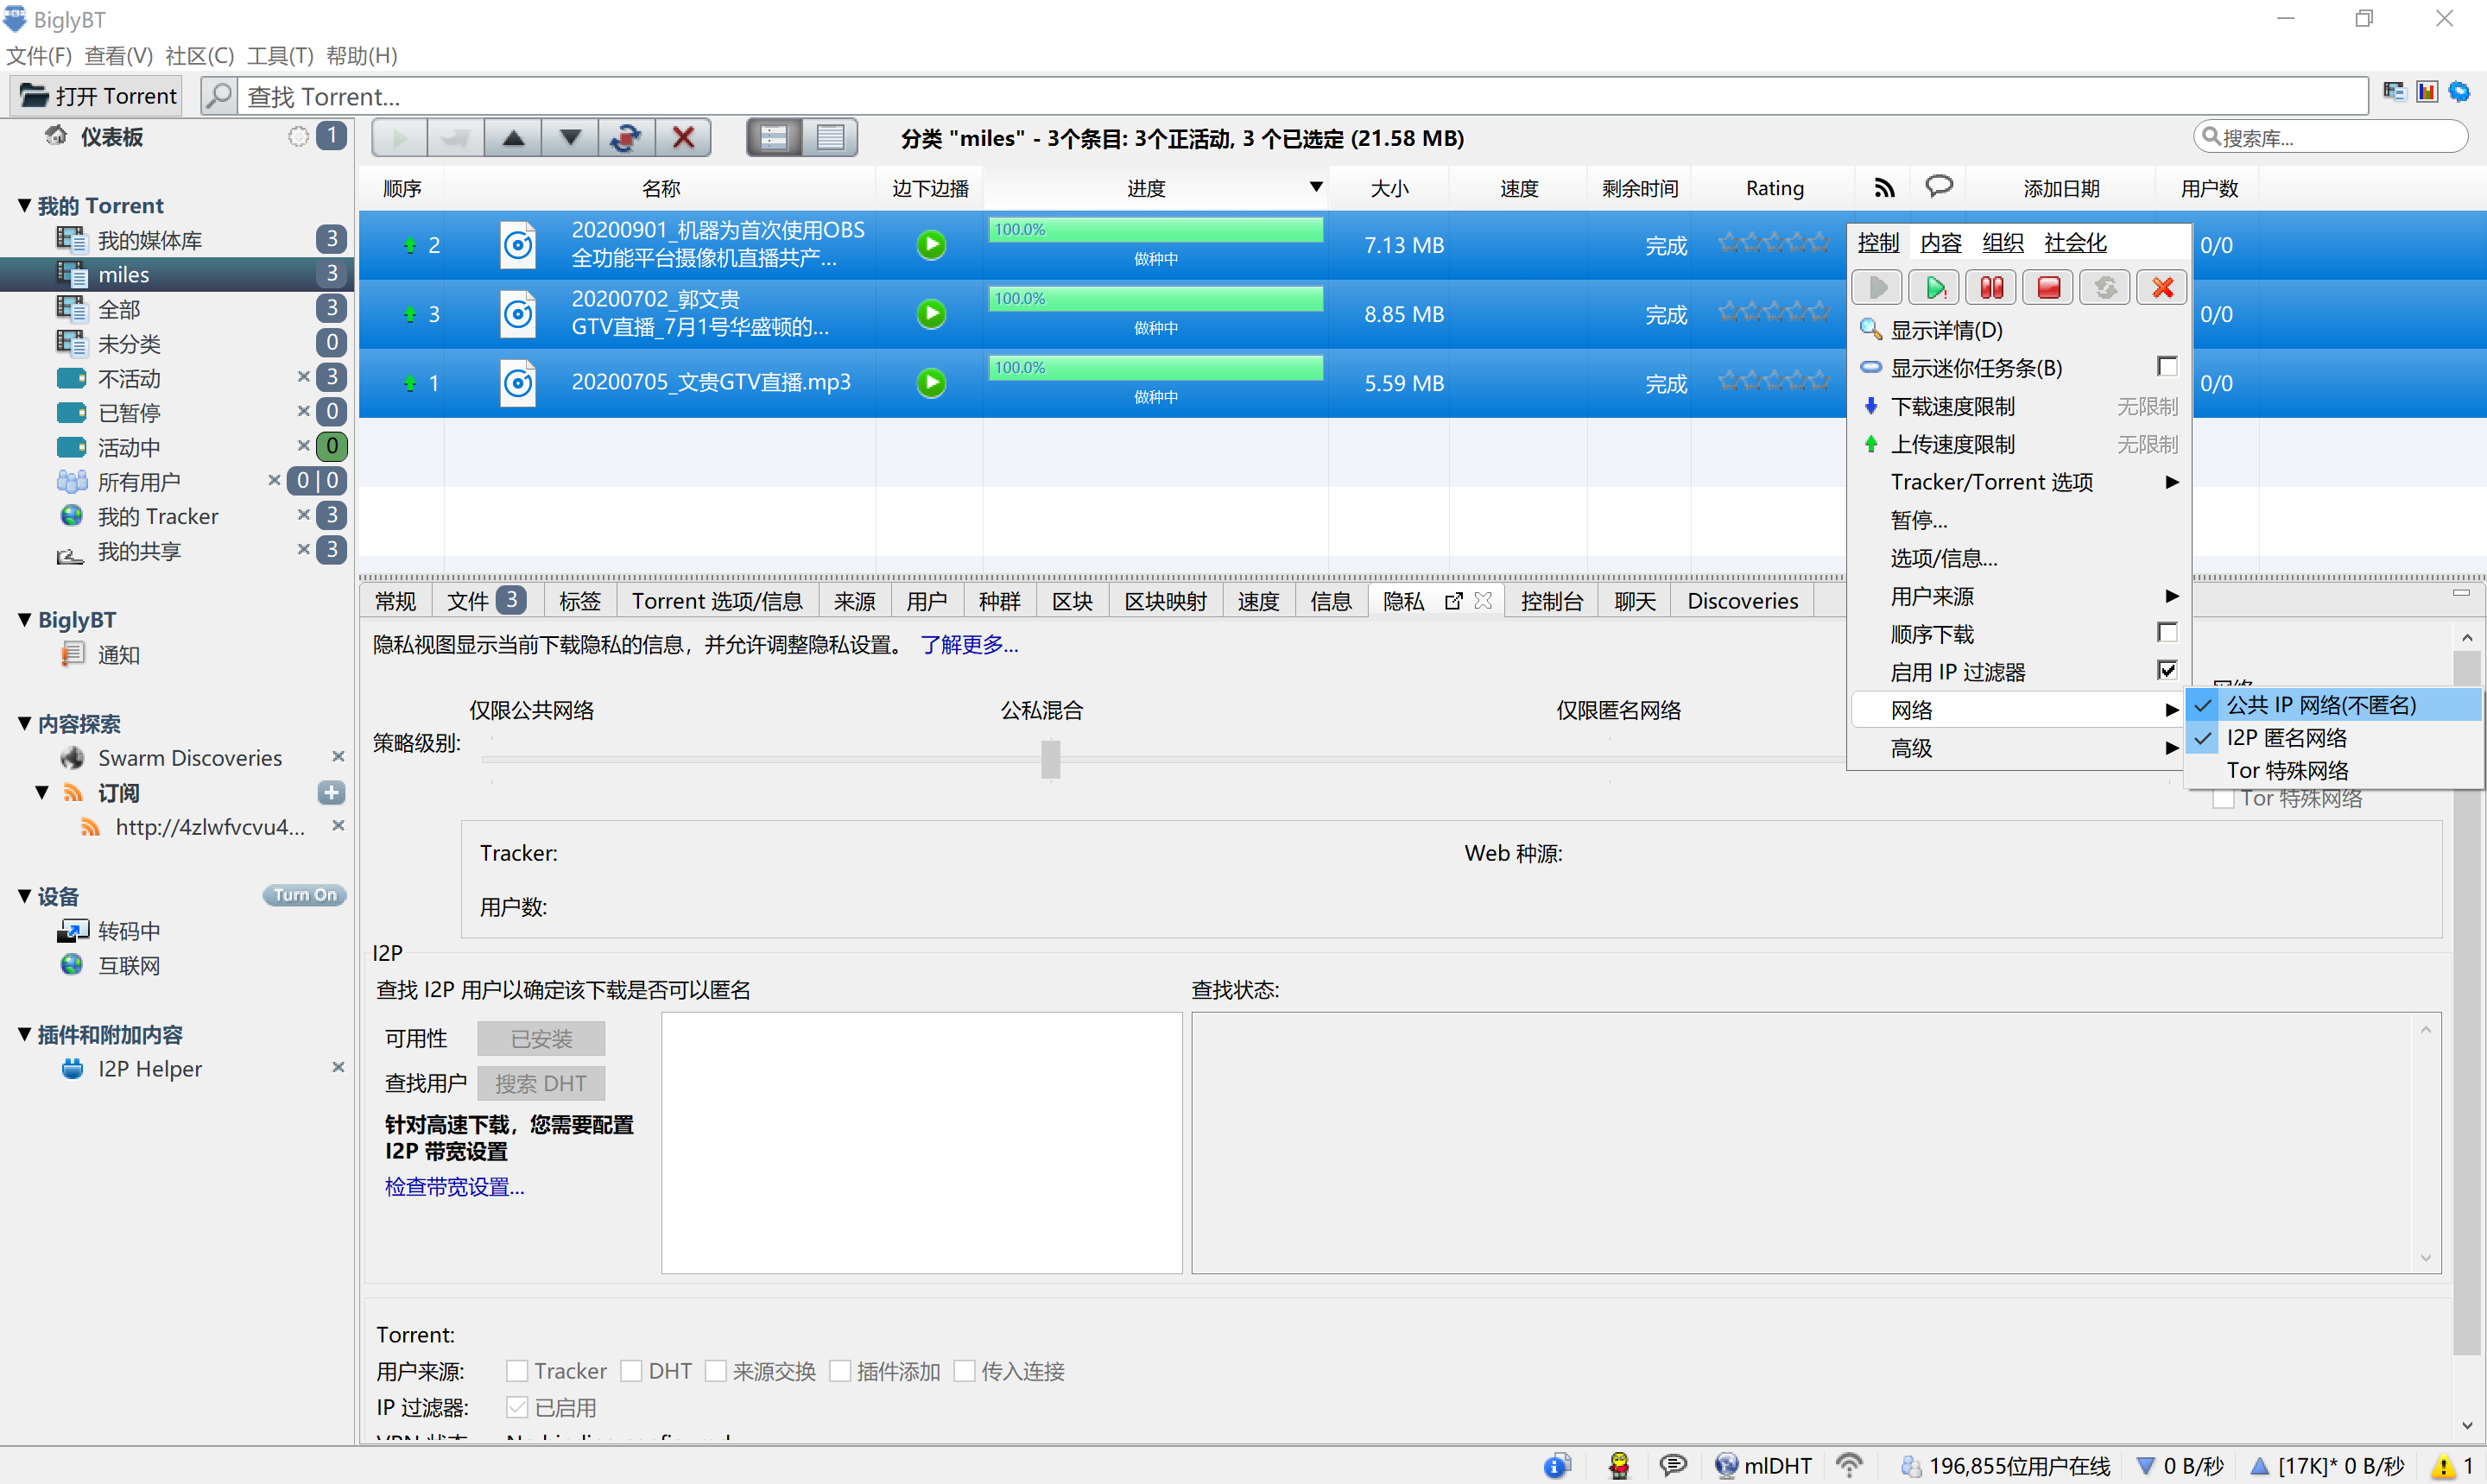 BiglyBT
文件(F) 查看(V) 社区(C) 工具(T) 帮助(H)
打开 Torrent
查找 Torrent...
仪表板 1
我的 Torrent
我的媒体库 3
miles 3
全部 3
未分类 0
不活动 3
已暂停 0
活动中 0
所有用户 0 | 0
我的 Tracker 3
我的共享 3
BiglyBT
通知
内容探索
Swarm Discoveries
订阅
http://4zlwfvcvu4...
设备 Turn On
转码中
互联网
插件和附加内容
I2P Helper
分类 "miles" - 3个条目: 3个正活动, 3 个已选定 (21.58 MB)
搜索库...
顺序 名称 边下边播 进度 大小 速度 剩余时间 Rating 添加日期 用户数
2 20200901_机器为首次使用OBS
全功能平台摄像机直播共产...
100.0%
做种中
7.13 MB 完成 0/0
3 20200702_郭文贵
GTV直播_7月1号华盛顿的...
100.0%
做种中
8.85 MB 完成 0/0
1 20200705_文贵GTV直播.mp3
100.0%
做种中
5.59 MB 完成 0/0
控制 内容 组织 社会化
显示详情(D)
显示迷你任务条(B)
下载速度限制 无限制
上传速度限制 无限制
Tracker/Torrent 选项
暂停...
选项/信息...
用户来源
顺序下载
启用 IP 过滤器
网络
高级
公共 IP 网络(不匿名)
I2P 匿名网络
Tor 特殊网络
Tor 特殊网络
常规 文件 3 标签 Torrent 选项/信息 来源 用户 种群 区块 区块映射 速度 信息 隐私 控制台 聊天 Discoveries
隐私视图显示当前下载隐私的信息，并允许调整隐私设置。 了解更多...
仅限公共网络 公私混合 仅限匿名网络
策略级别:
Tracker: Web 种源:
用户数:
I2P
查找 I2P 用户以确定该下载是否可以匿名 查找状态:
可用性 已安装
查找用户 搜索 DHT
针对高速下载，您需要配置
I2P 带宽设置
检查带宽设置...
Torrent:
用户来源: Tracker DHT 来源交换 插件添加 传入连接
IP 过滤器: 已启用
mlDHT 196,855位用户在线 0 B/秒 [17K]* 0 B/秒 1